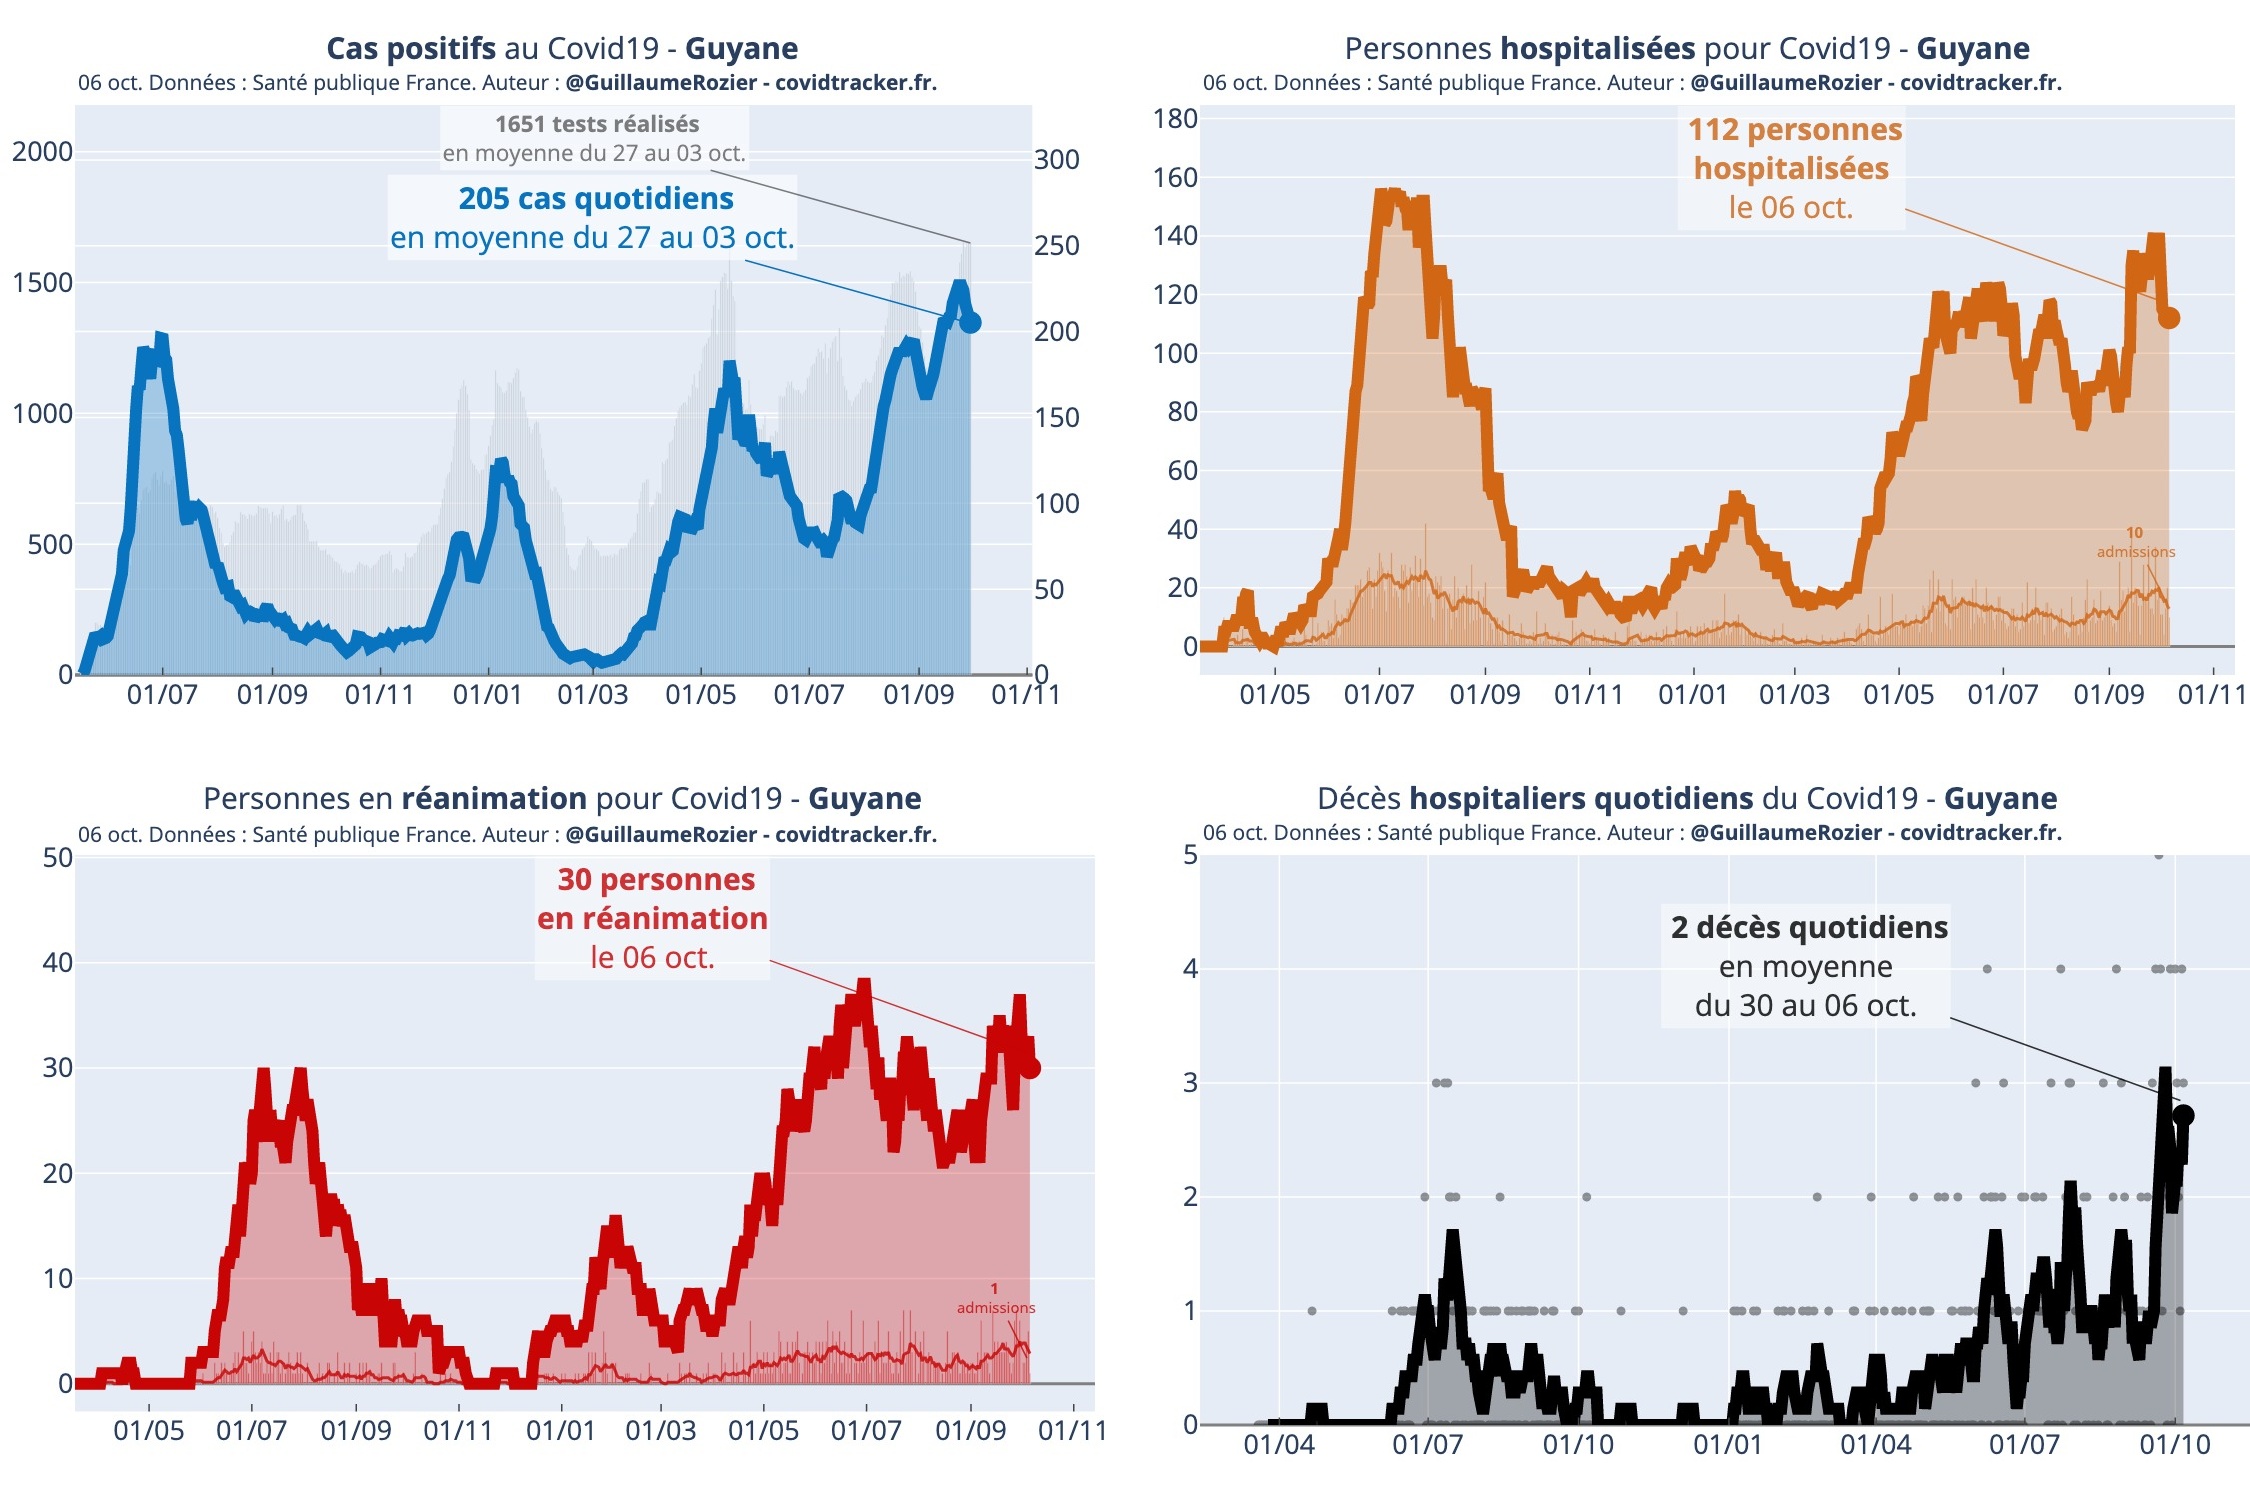 Cas positifs au Covid19 - Guyane
06 oct. Données : Santé publique France. Auteur : @GuillaumeRozier - covidtracker.fr.
1651 tests réalisés
en moyenne du 27 au 03 oct.
205 cas quotidiens
en moyenne du 27 au 03 oct.
2000
1500
1000
500
0
300
250
200
150
100
50
0
01/07 01/09 01/11 01/01 01/03 01/05 01/07 01/09 01/11
Personnes hospitalisées pour Covid19 - Guyane
06 oct. Données : Santé publique France. Auteur : @GuillaumeRozier - covidtracker.fr.
112 personnes
hospitalisées
le 06 oct.
180
160
140
120
100
80
60
40
20
0
10
admissions
01/05 01/07 01/09 01/11 01/01 01/03 01/05 01/07 01/09 01/11
Personnes en réanimation pour Covid19 - Guyane
06 oct. Données : Santé publique France. Auteur : @GuillaumeRozier - covidtracker.fr.
30 personnes
en réanimation
le 06 oct.
50
40
30
20
10
0
1
admissions
01/05 01/07 01/09 01/11 01/01 01/03 01/05 01/07 01/09 01/11
Décès hospitaliers quotidiens du Covid19 - Guyane
06 oct. Données : Santé publique France. Auteur : @GuillaumeRozier - covidtracker.fr.
2 décès quotidiens
en moyenne
du 30 au 06 oct.
5
4
3
2
1
0
01/04 01/07 01/10 01/01 01/04 01/07 01/10